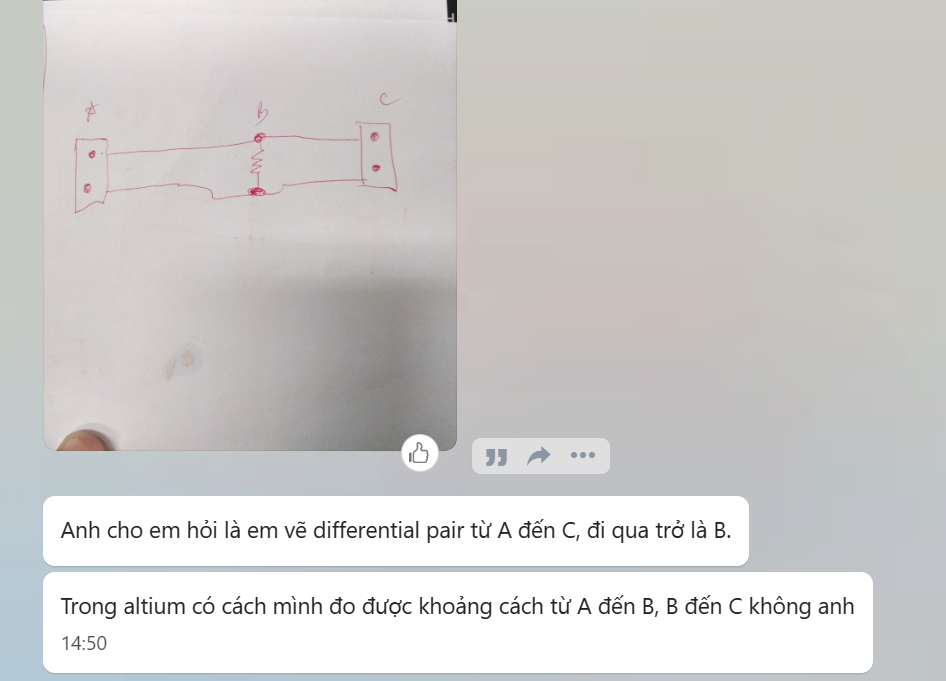 A
B
C
Anh cho em hỏi là em vẽ differential pair từ A đến C, đi qua trở là B.
Trong altium có cách mình đo được khoảng cách từ A đến B, B đến C không anh
14:50